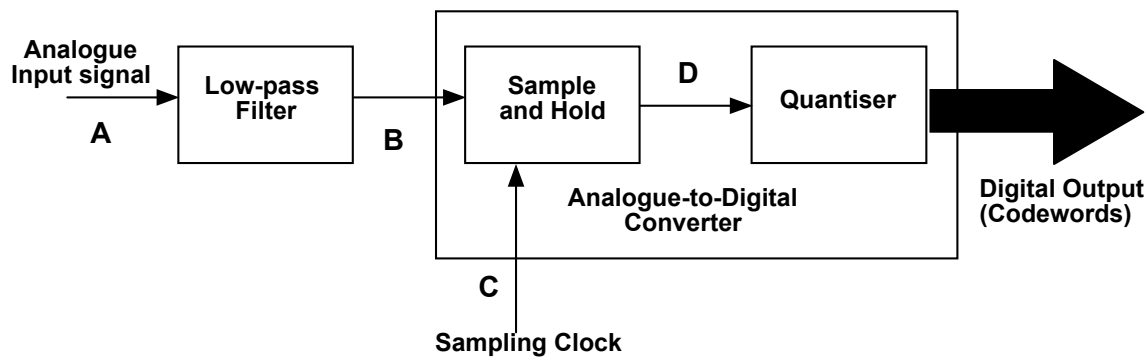 Analogue
Input signal
A
Low-pass
Filter
B
Sample
and Hold
D
Quantiser
Analogue-to-Digital
Converter
Digital Output
(Codewords)
C
Sampling Clock